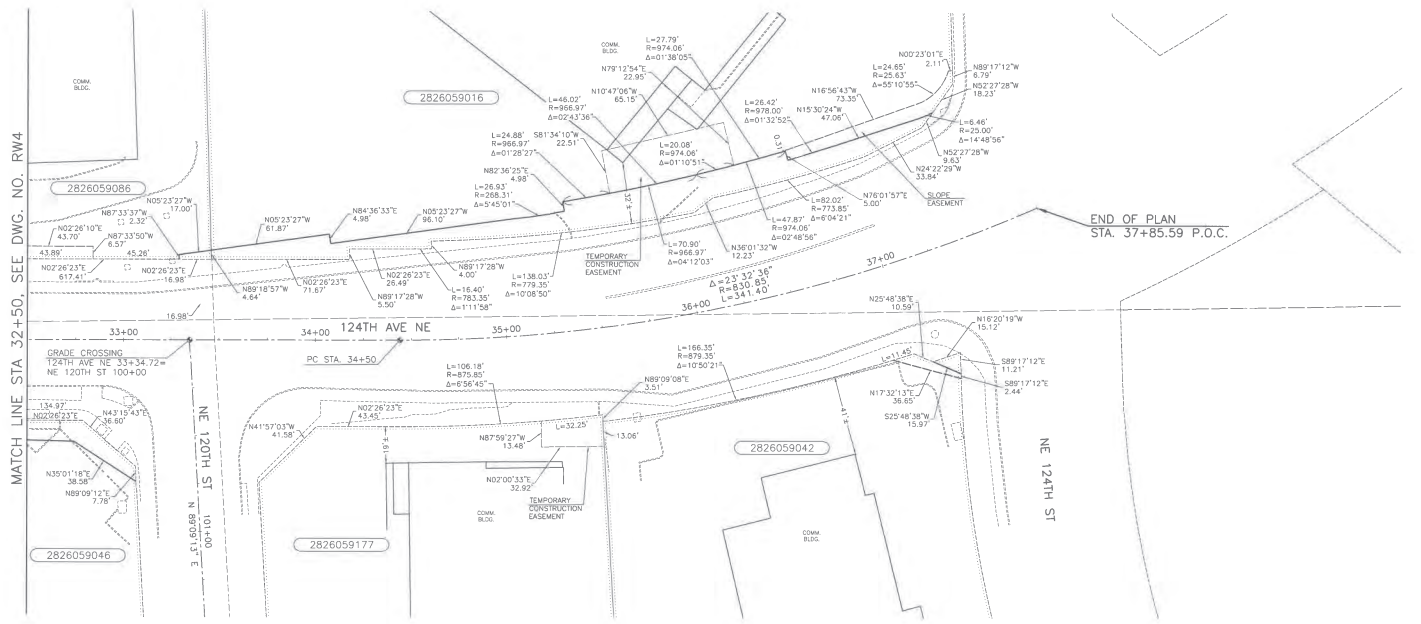 MATCH LINE STA 32+50, SEE DWG. NO. RW4
COMM.
BLDG.
2826059086
2826059016
COMM.
BLDG.
L=27.79'
R=974.06'
Δ=01°38'05"
N79°12'54"E
22.95'
N10°47'06"W
65.15'
L=46.02'
R=966.97'
Δ=02°43'36"
L=24.88'
R=966.97'
Δ=01°28'27"
S81°34'10"W
22.51'
N82°36'25"E
4.98'
L=26.93'
R=268.31'
Δ=5°45'01"
L=20.08'
R=974.06'
Δ=01°10'51"
L=26.42'
R=978.00'
Δ=01°32'52"
0.31'
N16°56'43"W
73.35'
N15°30'24"W
47.06'
L=24.65'
R=25.63'
Δ=55°10'55"
N00°23'01"E
2.11'
N89°17'12"W
6.79'
N52°27'28"W
18.23'
L=6.46'
R=25.00'
Δ=14°48'56"
N52°27'28"W
9.63'
N24°22'29"W
33.84'
SLOPE
EASEMENT
N76°01'57"E
5.00'
L=82.02'
R=773.85'
Δ=6°04'21"
L=47.87'
R=974.06'
Δ=02°48'56"
N36°01'32"W
12.23'
L=70.90'
R=966.97'
Δ=04°12'03"
32'±
TEMPORARY
CONSTRUCTION
EASEMENT
L=138.03'
R=779.35'
Δ=10°08'50"
N89°17'28"W
4.00'
L=16.40'
R=783.35'
Δ=1°11'58"
N02°26'23"E
26.49'
N89°17'28"W
5.50'
N02°26'23"E
71.67'
N89°18'57"W
4.64'
N05°23'27"W
17.00'
N05°23'27"W
61.87'
N84°36'33"E
4.98'
N05°23'27"W
96.10'
N87°33'37"W
2.32'
N02°26'10"E
43.70'
N87°33'50"W
6.57'
43.89'
45.26'
N02°26'23"E
617.41'
N02°26'23"E
16.98'
16.98'
END OF PLAN
STA. 37+85.59 P.O.C.
Δ=23°32'36"
R=830.85'
L=341.40'
33+00
34+00
124TH AVE NE
35+00
36+00
37+00
GRADE CROSSING
124TH AVE NE 33+34.72=
NE 120TH ST 100+00
PC STA. 34+50
134.97'
N02°26'23"E
N43°15'43"E
36.60'
N35°01'18"E
38.58'
N89°09'12"E
7.78'
2826059046
NE 120TH ST
101+00
N 89°09'13" E
N41°57'03"W
41.58'
N02°26'23"E
43.45'
19'±
L=106.18'
R=875.85'
Δ=6°56'45"
L=32.25'
N87°59'27"W
13.48'
13.06'
N02°00'33"E
32.92'
TEMPORARY
CONSTRUCTION
EASEMENT
COMM.
BLDG.
2826059177
N89°09'08"E
3.51'
L=166.35'
R=879.35'
Δ=10°50'21"
41'±
2826059042
COMM.
BLDG.
L=11.45'
N25°48'38"E
10.59'
N16°20'19"W
15.12'
S89°17'12"E
11.21'
S89°17'12"E
2.44'
N17°32'13"E
36.65'
S25°48'38"W
15.97'
NE 124TH ST